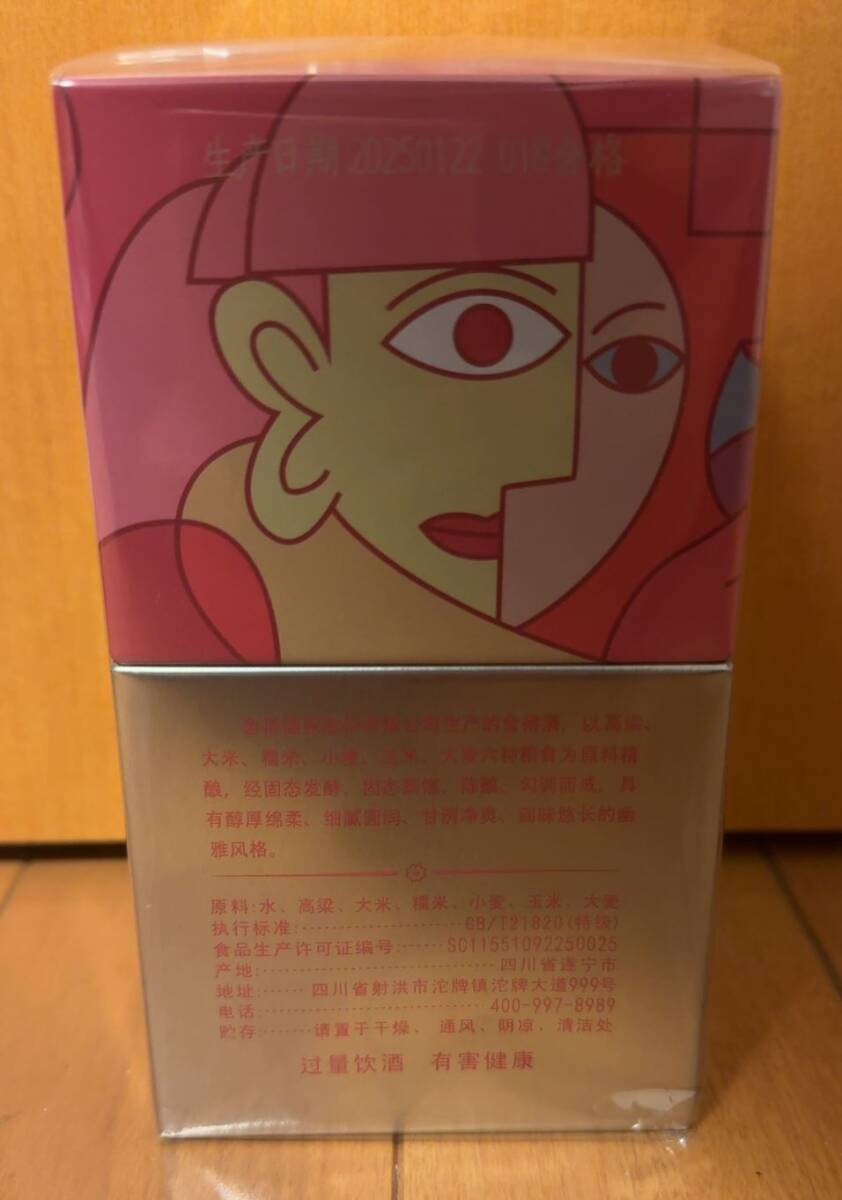 生产日期 20250122 016合格
舍得酒业股份有限公司生产的舍得酒，以高粱、
大米、糯米、小麦、玉米、大麦六种粮食为原料精
酿，经固态发酵、固态蒸馏、陈酿、勾调而成，具
有醇厚绵柔、细腻圆润、甘洌净爽、回味悠长的幽
雅风格。
原料:水、高粱、大米、糯米、小麦、玉米、大麦
执行标准:······················GB/T21820(特级)
食品生产许可证编号:·····SC11551092250025
产地:······························四川省遂宁市
地址:······四川省射洪市沱牌镇沱牌大道999号
电话:······························400-997-8989
贮存:·······请置于干燥、通风、阴凉、清洁处
过量饮酒 有害健康